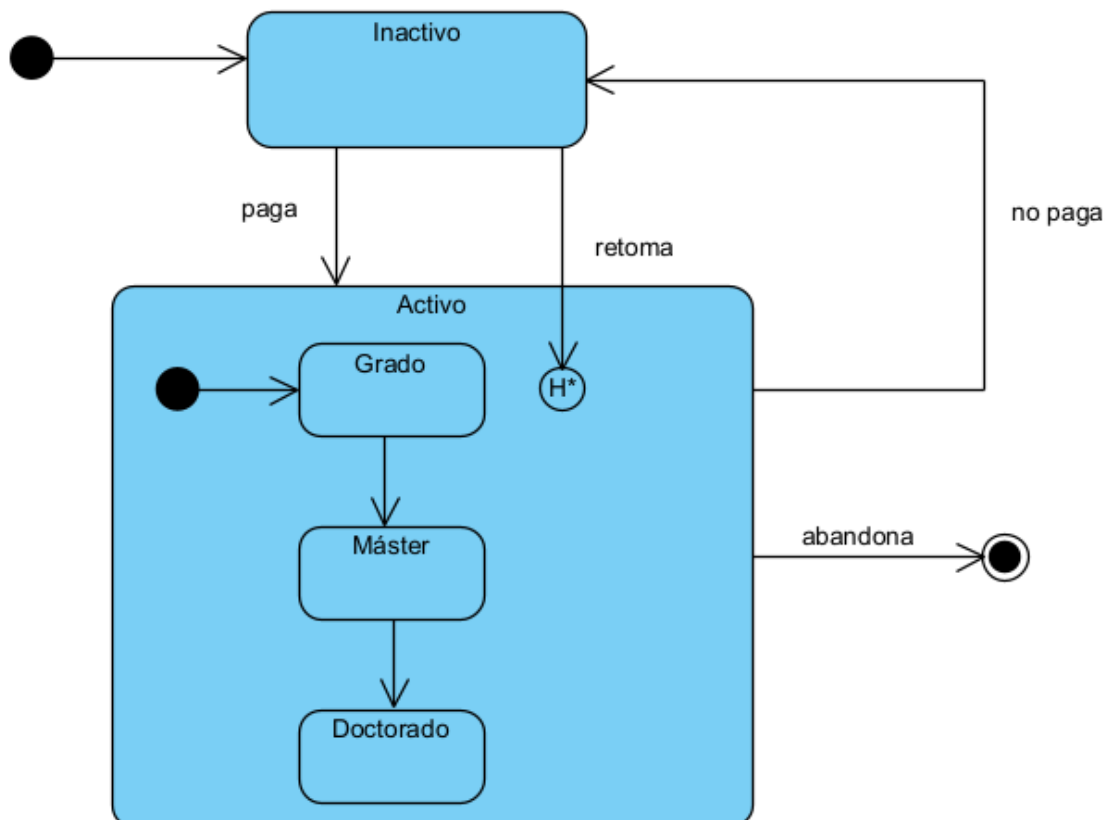 Inactivo
paga
no paga
retoma
Activo
Grado
H*
Máster
abandona
Doctorado